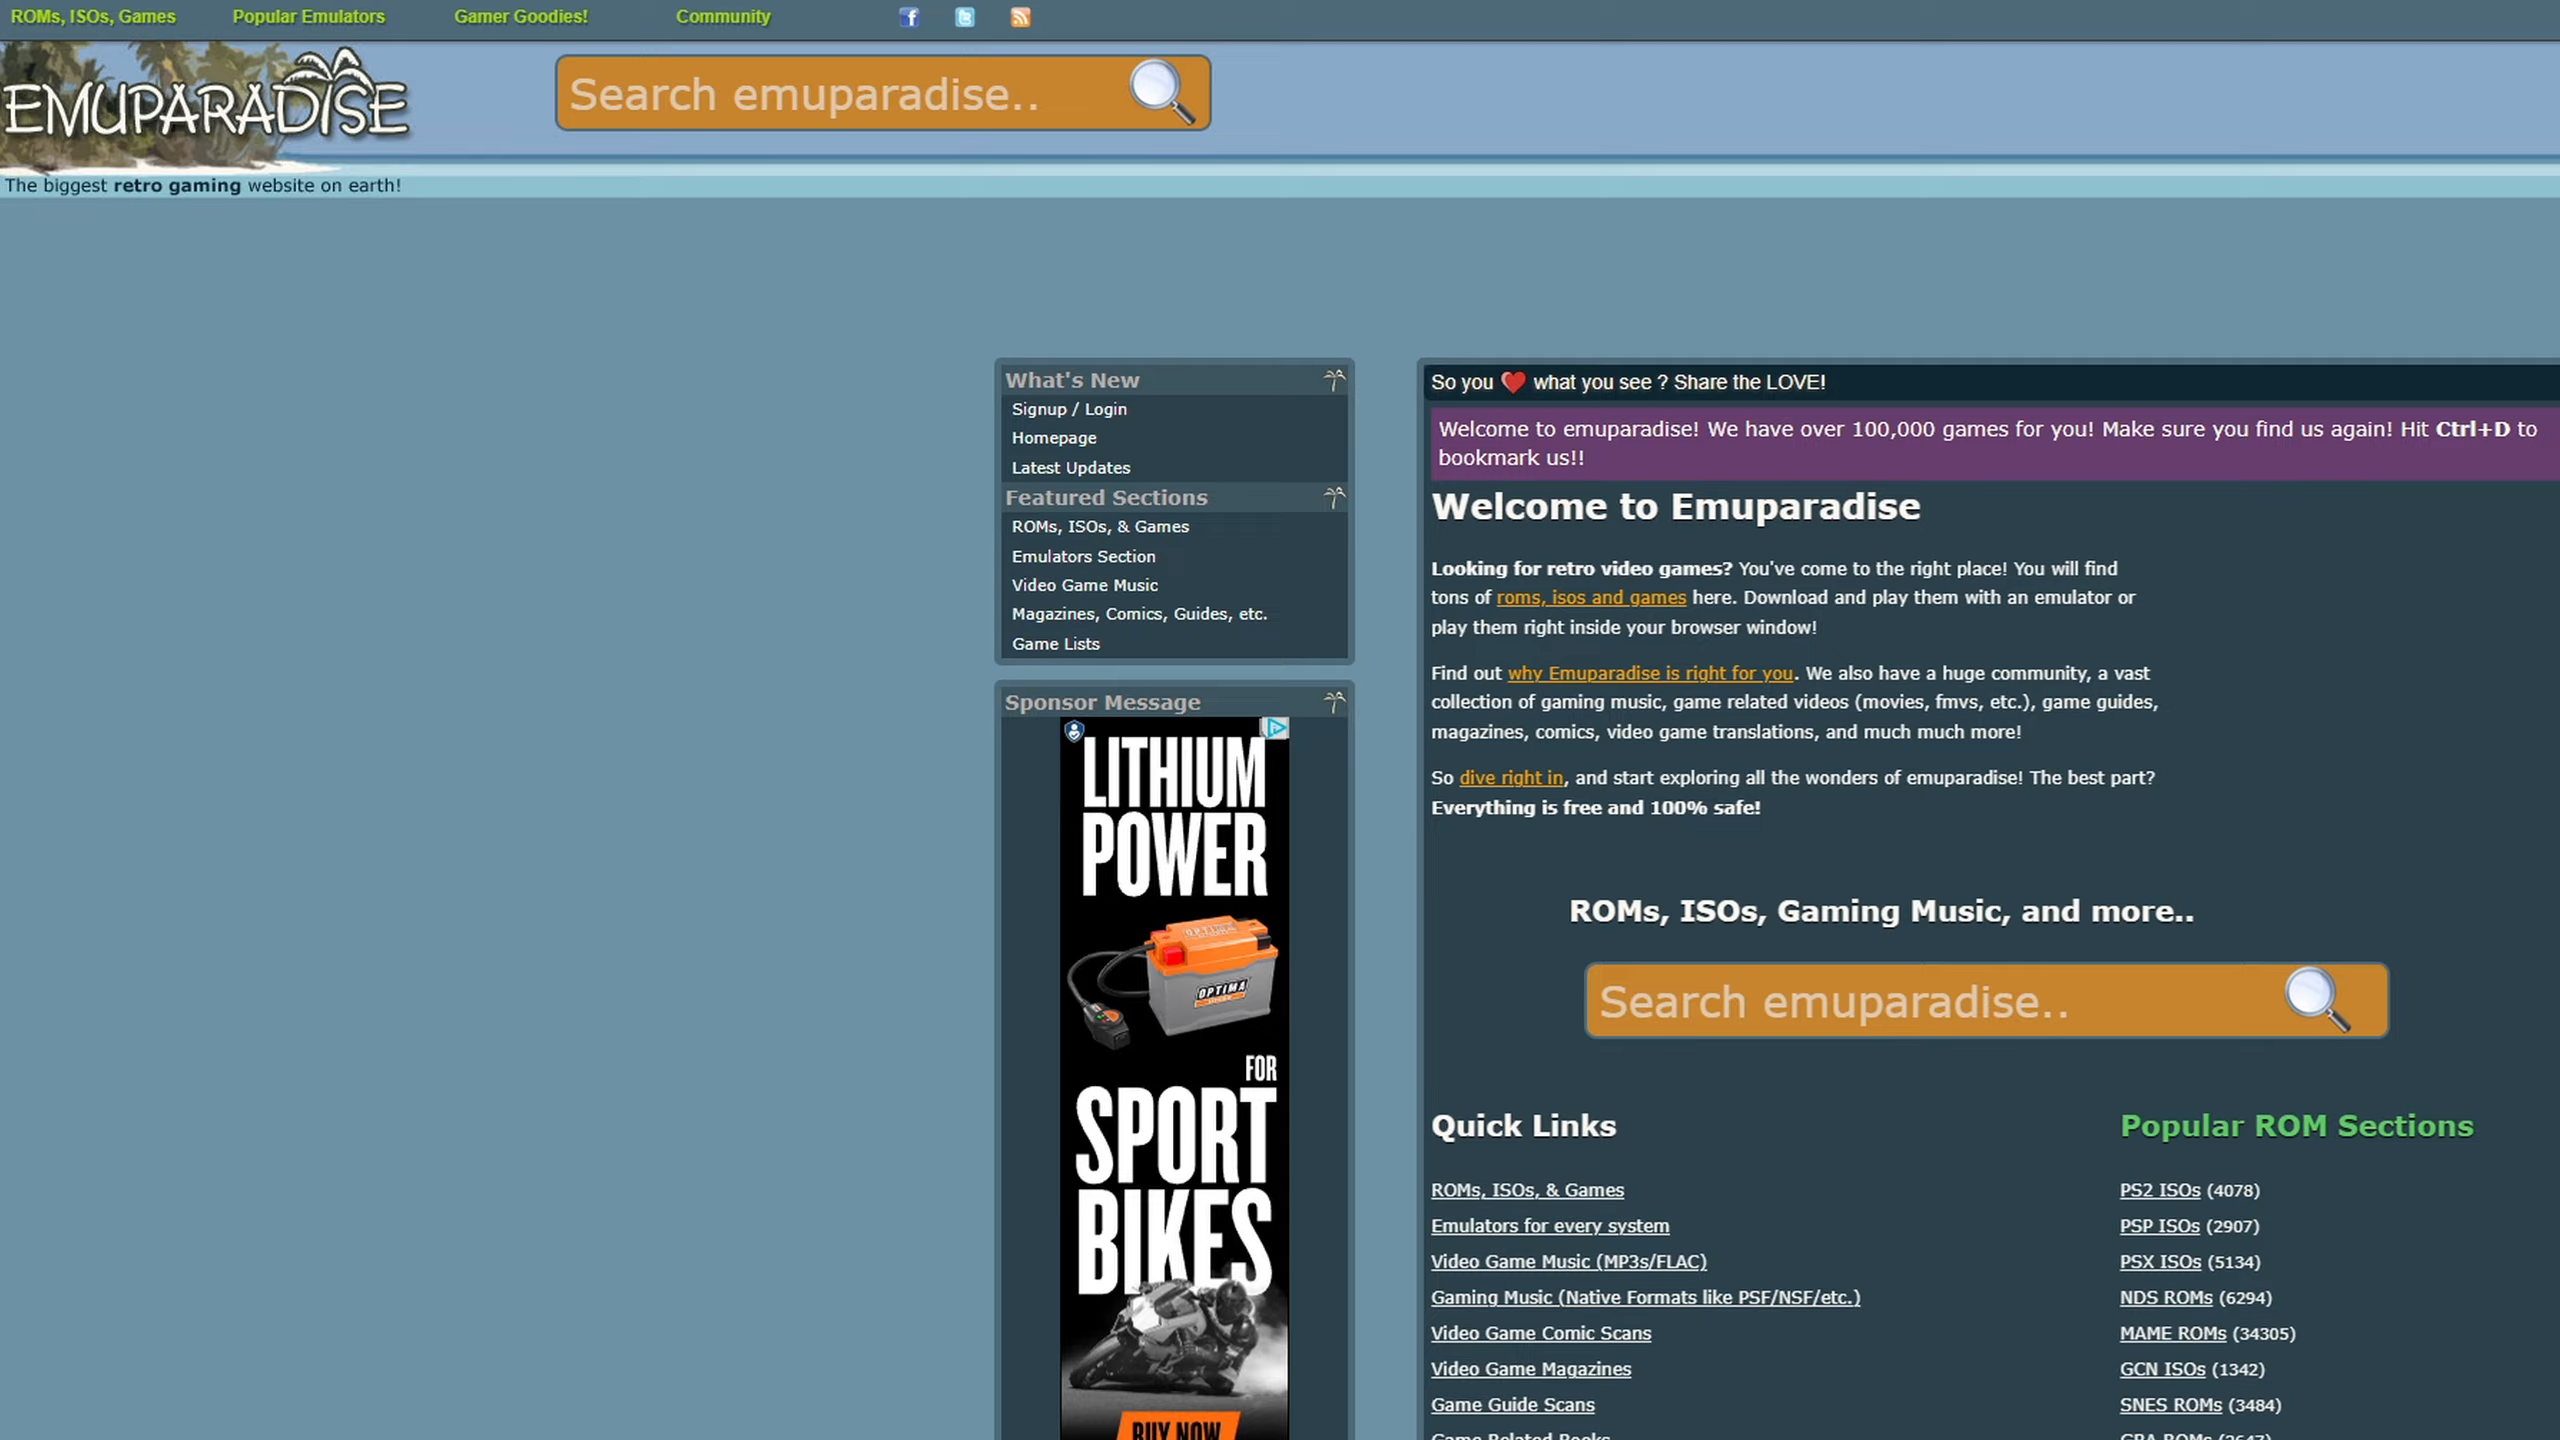 ROMs, ISOs, Games
Popular Emulators
Gamer Goodies!
Community
EMUPARADISE
Search emuparadise..
The biggest retro gaming website on earth!
What's New
Signup / Login
Homepage
Latest Updates
Featured Sections
ROMs, ISOs, & Games
Emulators Section
Video Game Music
Magazines, Comics, Guides, etc.
Game Lists
Sponsor Message
LITHIUM
POWER
OPTIMA
FOR
SPORT
BIKES
BUY NOW
So you ❤ what you see ? Share the LOVE!
Welcome to emuparadise! We have over 100,000 games for you! Make sure you find us again! Hit Ctrl+D to
bookmark us!!
Welcome to Emuparadise
Looking for retro video games? You've come to the right place! You will find
tons of roms, isos and games here. Download and play them with an emulator or
play them right inside your browser window!
Find out why Emuparadise is right for you. We also have a huge community, a vast
collection of gaming music, game related videos (movies, fmvs, etc.), game guides,
magazines, comics, video game translations, and much much more!
So dive right in, and start exploring all the wonders of emuparadise! The best part?
Everything is free and 100% safe!
ROMs, ISOs, Gaming Music, and more..
Search emuparadise..
Quick Links
ROMs, ISOs, & Games
Emulators for every system
Video Game Music (MP3s/FLAC)
Gaming Music (Native Formats like PSF/NSF/etc.)
Video Game Comic Scans
Video Game Magazines
Game Guide Scans
Game Related Books
Popular ROM Sections
PS2 ISOs (4078)
PSP ISOs (2907)
PSX ISOs (5134)
NDS ROMs (6294)
MAME ROMs (34305)
GCN ISOs (1342)
SNES ROMs (3484)
GBA ROMs (2647)